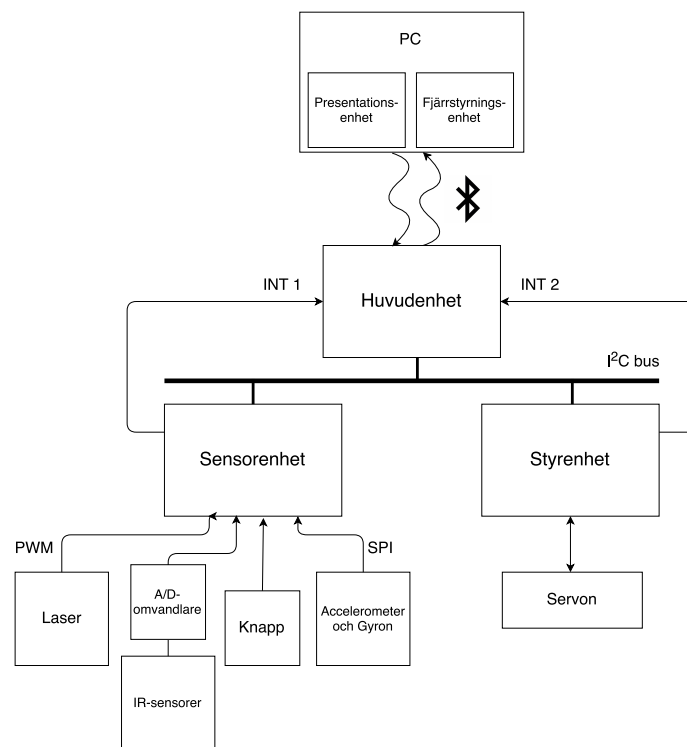 PC
Presentations-
enhet
Fjärrstyrnings-
enhet
INT 1
INT 2
Huvudenhet
I²C bus
Sensorenhet
Styrenhet
PWM
SPI
Laser
A/D-
omvandlare
Knapp
Accelerometer
och Gyron
Servon
IR-sensorer